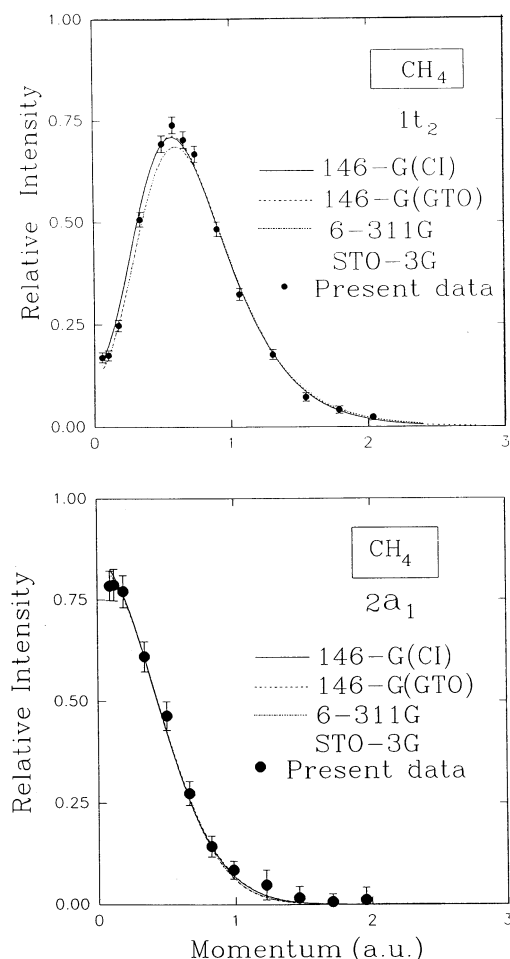 1.00
0.75
0.50
0.25
0.00
Relative Intensity
CH4
1t2
146-G(CI)
146-G(GTO)
6-311G
STO-3G
Present data
0
1
2
3
1.00
0.75
0.50
0.25
0.00
Relative Intensity
CH4
2a1
146-G(CI)
146-G(GTO)
6-311G
STO-3G
Present data
0
1
2
3
Momentum (a.u.)